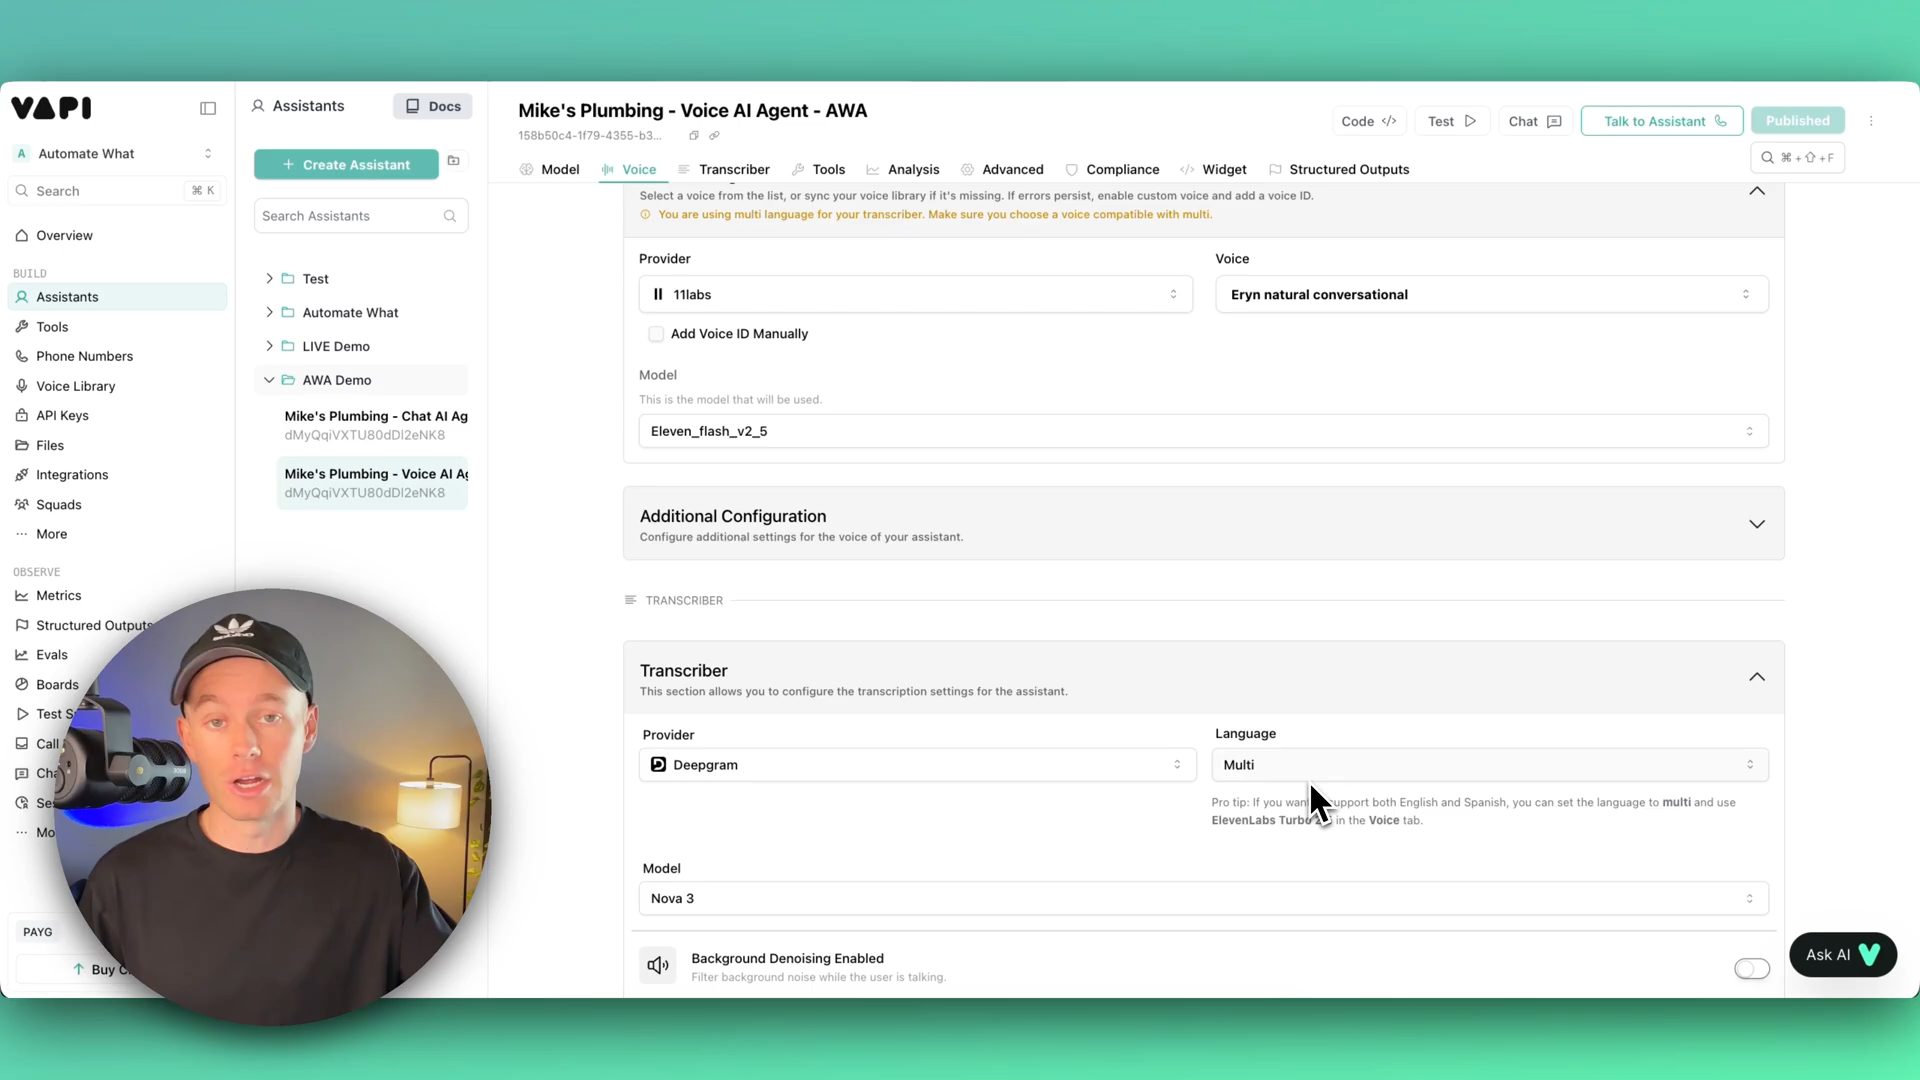 VAPI
A Automate What
Search ⌘ K
Overview
BUILD
Assistants
Tools
Phone Numbers
Voice Library
API Keys
Files
Integrations
Squads
More
OBSERVE
Metrics
Structured Outputs
Evals
Boards
Test
Call
PAYG
Buy
Assistants
Docs
+ Create Assistant
Search Assistants
Test
Automate What
LIVE Demo
AWA Demo
Mike's Plumbing - Chat AI Ag
dMyQqiVXTU80dDl2eNK8
Mike's Plumbing - Voice AI Ag
dMyQqiVXTU80dDl2eNK8
Mike's Plumbing - Voice AI Agent - AWA
158b50c4-1f79-4355-b3...
Code </>
Test
Chat
Talk to Assistant
Published
⌘ + ⇧ + F
Model
Voice
Transcriber
Tools
Analysis
Advanced
Compliance
Widget
Structured Outputs
Select a voice from the list, or sync your voice library if it's missing. If errors persist, enable custom voice and add a voice ID.
You are using multi language for your transcriber. Make sure you choose a voice compatible with multi.
Provider
11labs
Voice
Eryn natural conversational
Add Voice ID Manually
Model
This is the model that will be used.
Eleven_flash_v2_5
Additional Configuration
Configure additional settings for the voice of your assistant.
TRANSCRIBER
Transcriber
This section allows you to configure the transcription settings for the assistant.
Provider
Deepgram
Language
Multi
Pro tip: If you want support both English and Spanish, you can set the language to multi and use
ElevenLabs Turbo in the Voice tab.
Model
Nova 3
Background Denoising Enabled
Filter background noise while the user is talking.
Ask AI